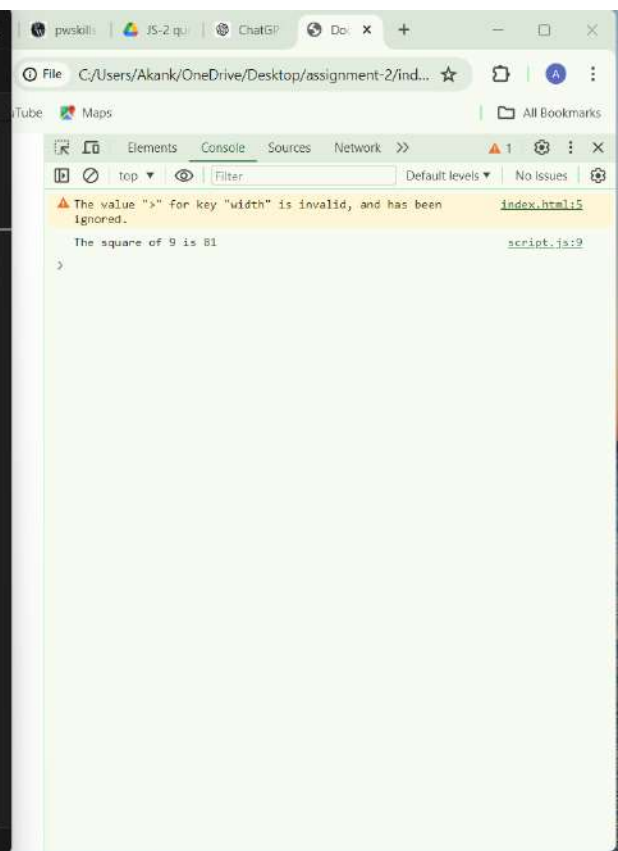 pwskills
JS-2 qu
ChatGP
Do
File C:/Users/Akank/OneDrive/Desktop/assignment-2/ind...
A
Tube Maps
All Bookmarks
Elements Console Sources Network
1
top Filter Default levels No Issues
The value ">" for key "width" is invalid, and has been index.html:5
ignored.
The square of 9 is 81 script.js:9
>